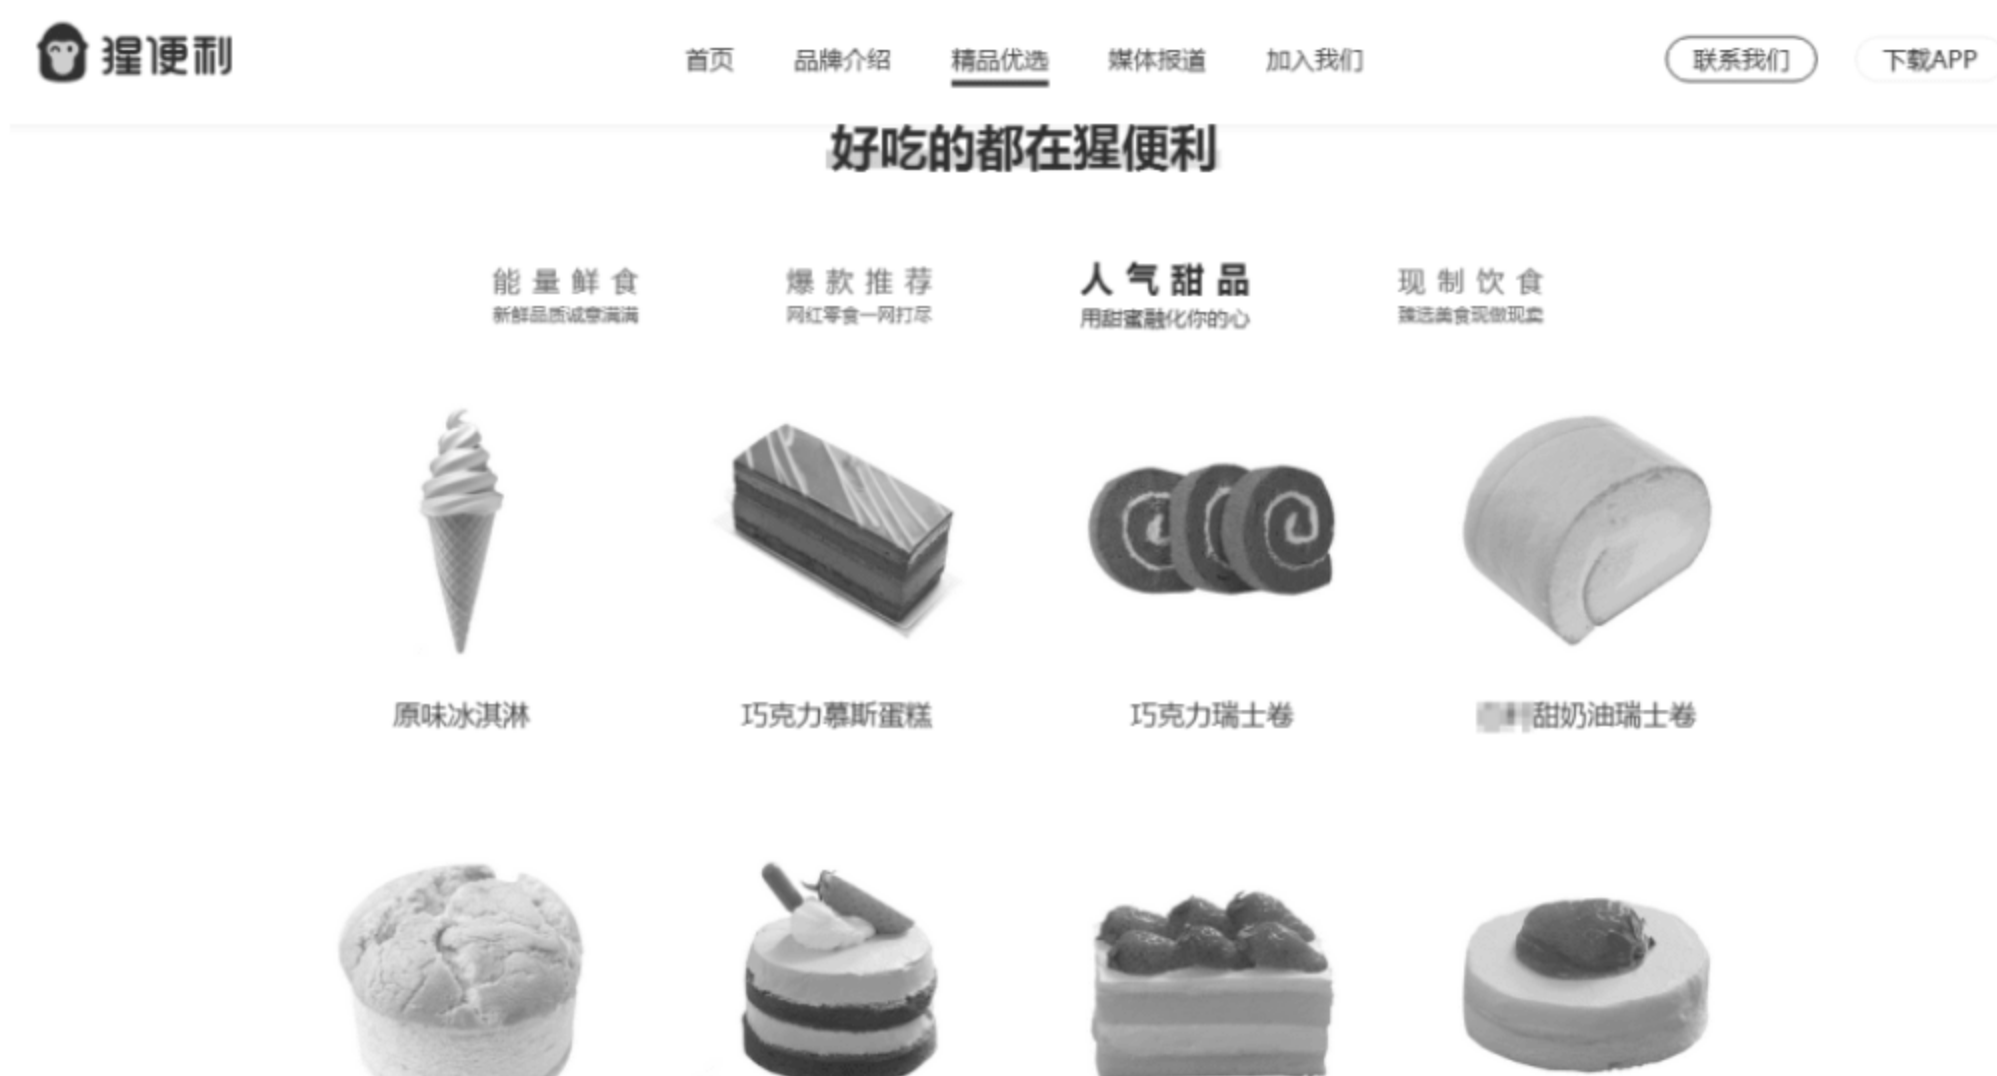 猩便利
首页 品牌介绍 精品优选 媒体报道 加入我们 联系我们 下载APP
好吃的都在猩便利
能量鲜食 爆款推荐 人气甜品 现制饮食
新鲜品质诚意满满 网红零食一网打尽 用甜蜜融化你的心 臻选美食现做现卖
原味冰淇淋 巧克力慕斯蛋糕 巧克力瑞士卷 甜奶油瑞士卷